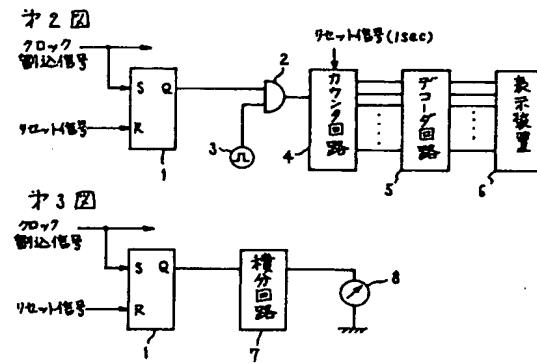 才2図
クロック
割込信号
S Q
リセット信号
R
1
2
3
リセット信号(1sec)
カウンタ回路
4
デコーダ回路
5
表示装置
6
才3図
クロック
割込信号
S Q
リセット信号
R
1
積分回路
7
8